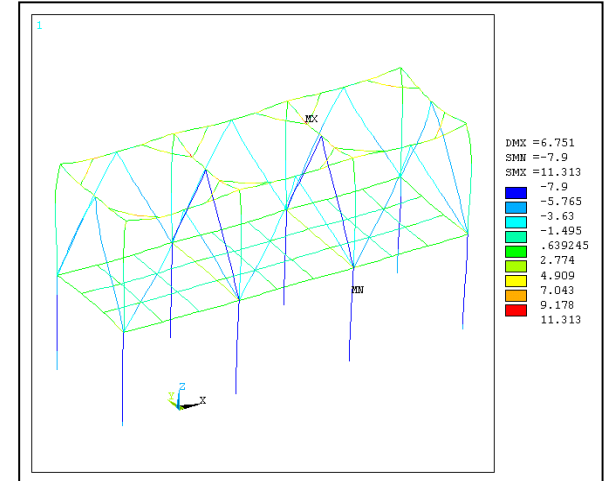 1
MX
MN
Z
Y
X
DMX =6.751
SMN =-7.9
SMX =11.313
-7.9
-5.765
-3.63
-1.495
.639245
2.774
4.909
7.043
9.178
11.313